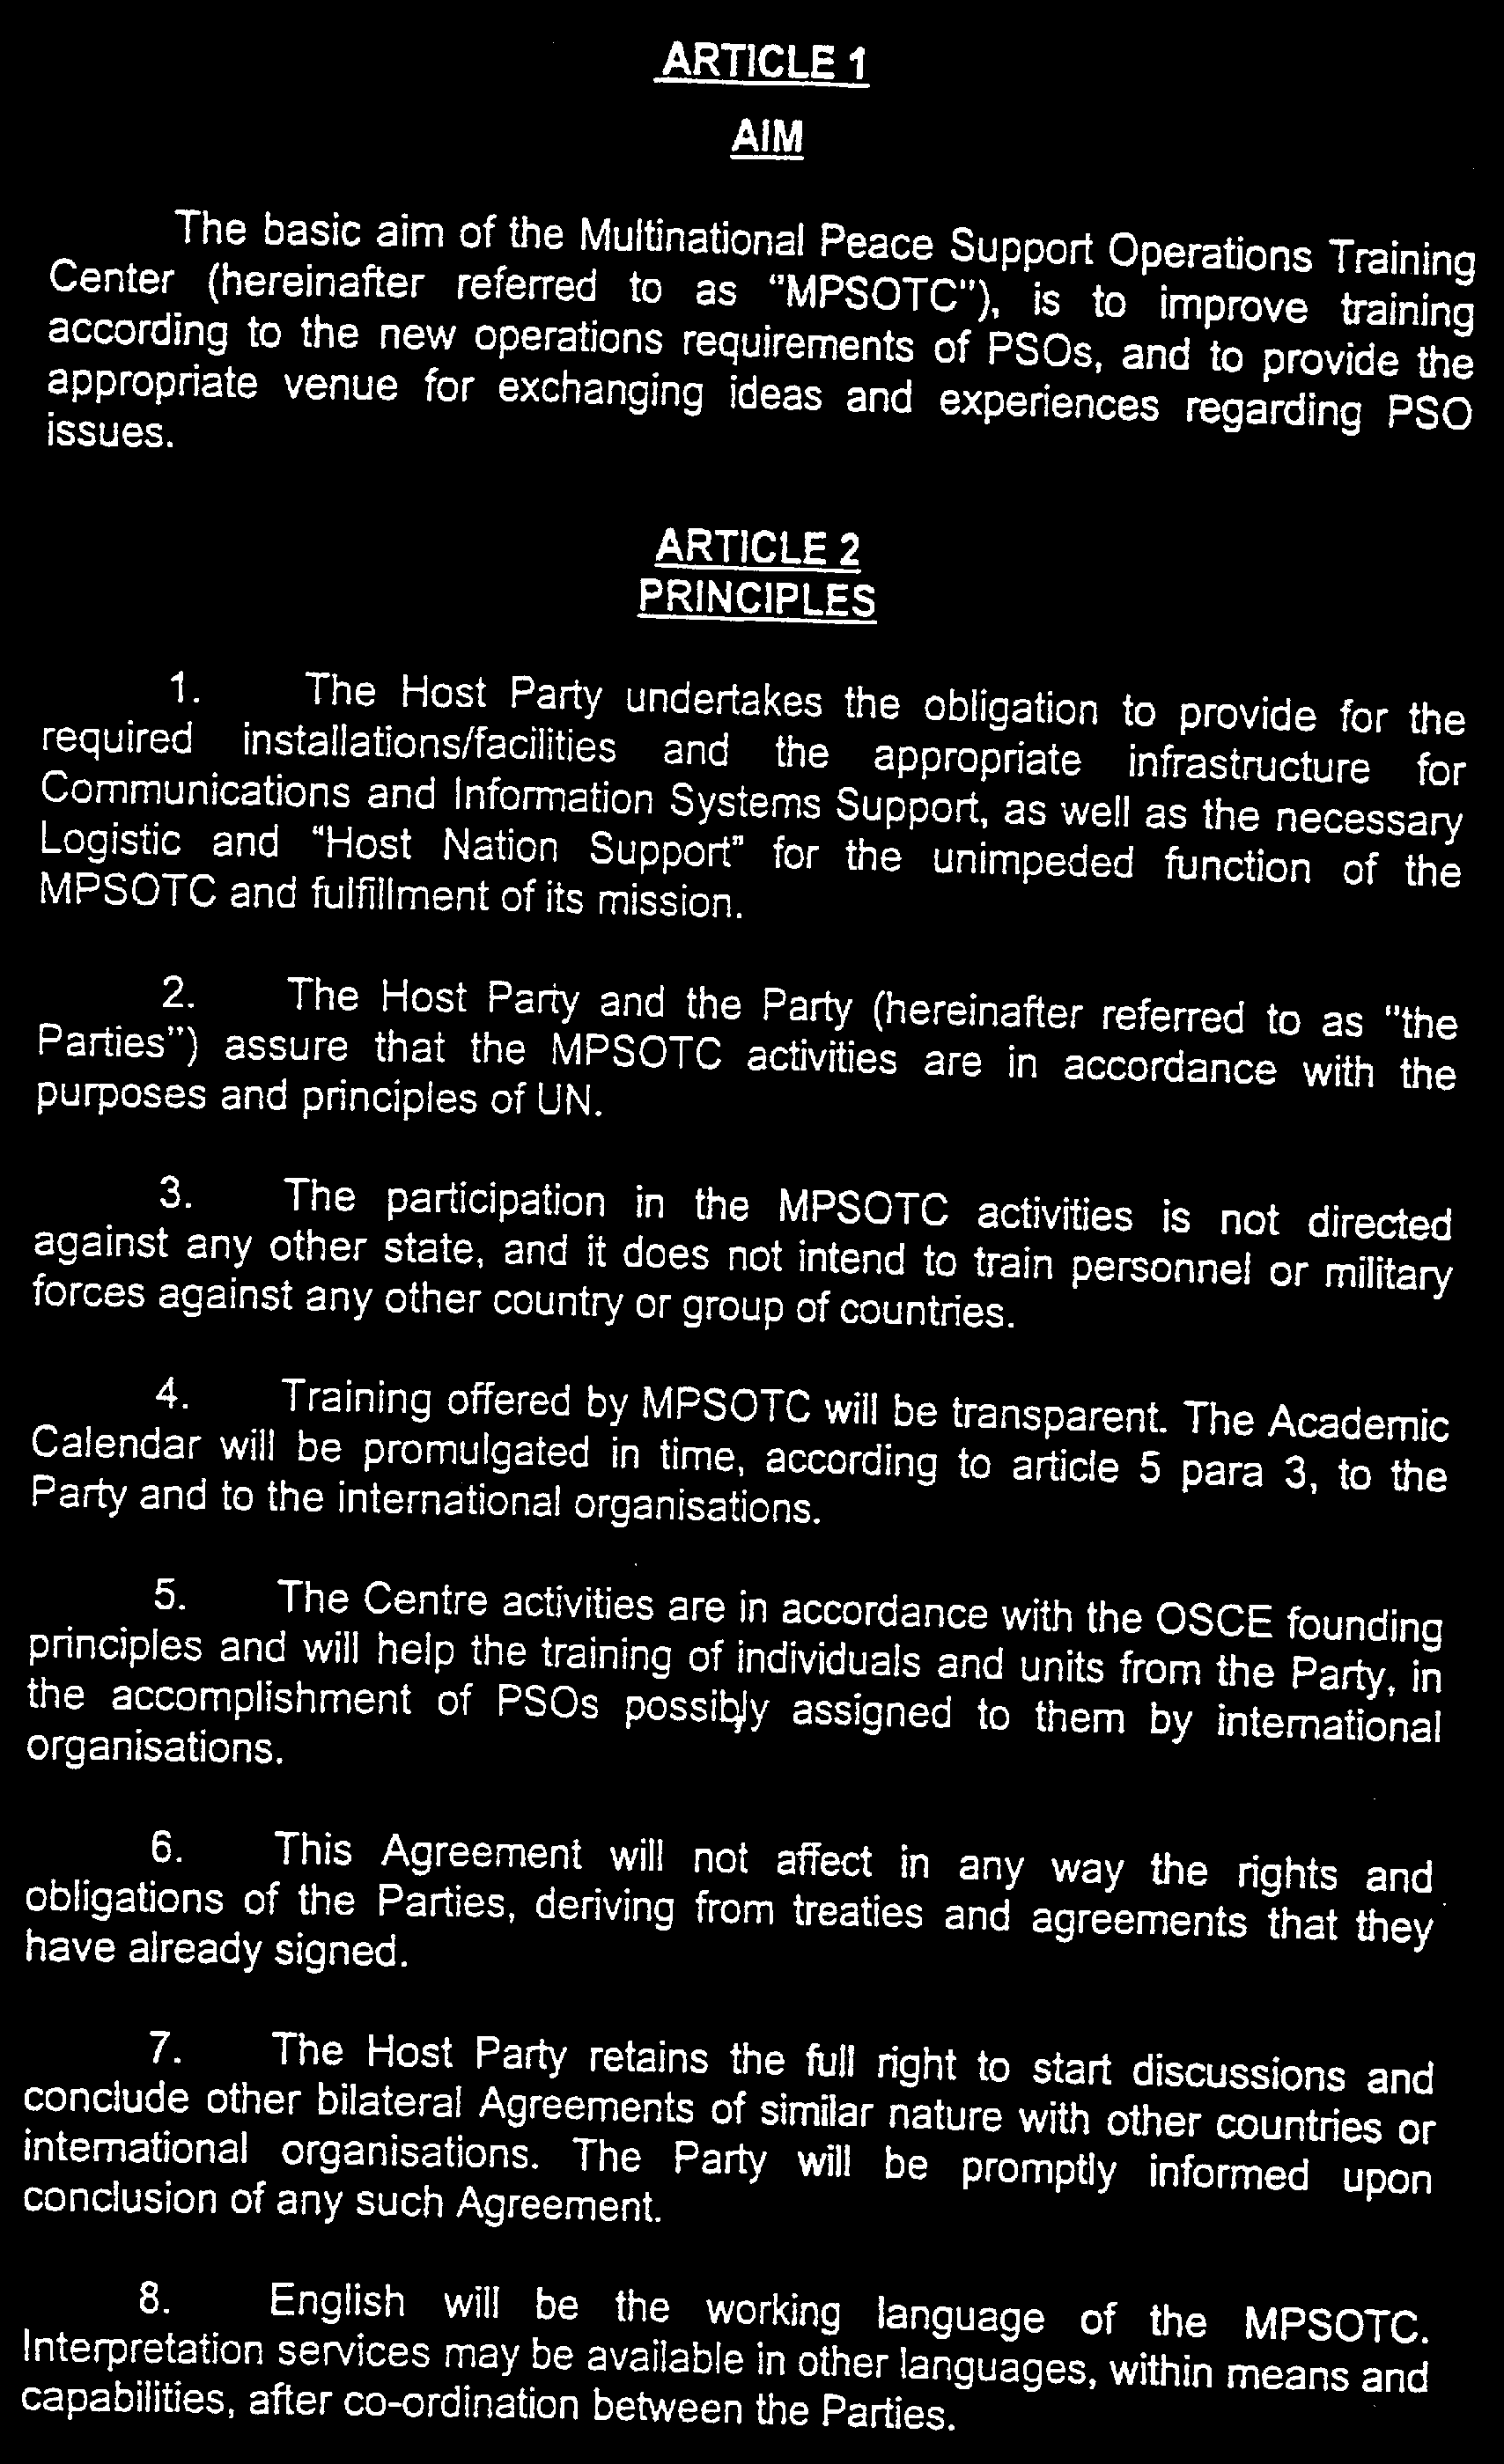 ARTICLE 1
AIM
The basic aim of the Multinational Peace Support Operations Training
Center (hereinafter referred to as "MPSOTC"), is to improve training
according to the new operations requirements of PSOs, and to provide the
appropriate venue for exchanging ideas and experiences regarding PSO
issues.
ARTICLE 2
PRINCIPLES
1. The Host Party undertakes the obligation to provide for the
required installations/facilities and the appropriate infrastructure for
Communications and Information Systems Support, as well as the necessary
Logistic and "Host Nation Support" for the unimpeded function of the
MPSOTC and fulfillment of its mission.
2. The Host Party and the Party (hereinafter referred to as "the
Parties") assure that the MPSOTC activities are in accordance with the
purposes and principles of UN.
3. The participation in the MPSOTC activities is not directed
against any other state, and it does not intend to train personnel or military
forces against any other country or group of countries.
4. Training offered by MPSOTC will be transparent. The Academic
Calendar will be promulgated in time, according to article 5 para 3, to the
Party and to the international organisations.
5. The Centre activities are in accordance with the OSCE founding
principles and will help the training of individuals and units from the Party, in
the accomplishment of PSOs possibly assigned to them by international
organisations.
6. This Agreement will not affect in any way the rights and
obligations of the Parties, deriving from treaties and agreements that they
have already signed.
7. The Host Party retains the full right to start discussions and
conclude other bilateral Agreements of similar nature with other countries or
international organisations. The Party will be promptly informed upon
conclusion of any such Agreement.
8. English will be the working language of the MPSOTC.
Interpretation services may be available in other languages, within means and
capabilities, after co-ordination between the Parties.